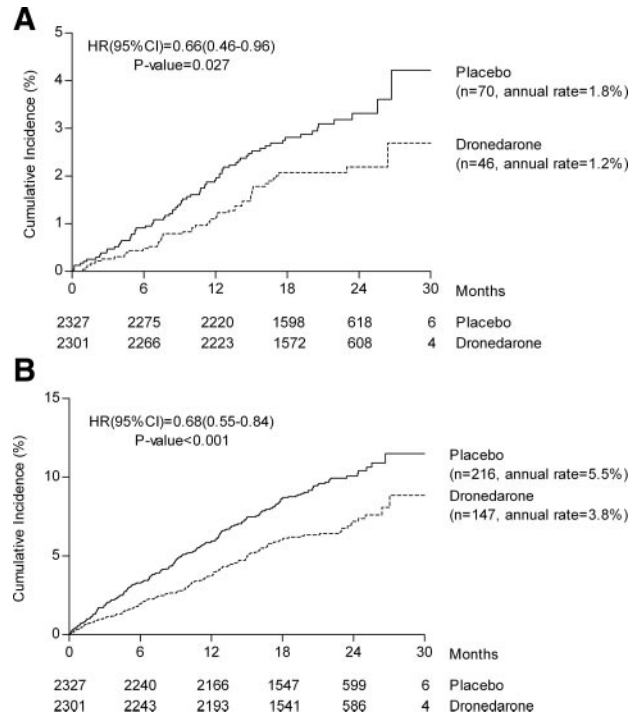 A
HR(95%CI)=0.66(0.46-0.96)
P-value=0.027
Cumulative Incidence (%)
5
4
3
2
1
0
Placebo
(n=70, annual rate=1.8%)
Dronedarone
(n=46, annual rate=1.2%)
0 6 12 18 24 30 Months
2327 2275 2220 1598 618 6 Placebo
2301 2266 2223 1572 608 4 Dronedarone
B
HR(95%CI)=0.68(0.55-0.84)
P-value<0.001
Cumulative Incidence (%)
15
10
5
0
Placebo
(n=216, annual rate=5.5%)
Dronedarone
(n=147, annual rate=3.8%)
0 6 12 18 24 30 Months
2327 2240 2166 1547 599 6 Placebo
2301 2243 2193 1541 586 4 Dronedarone